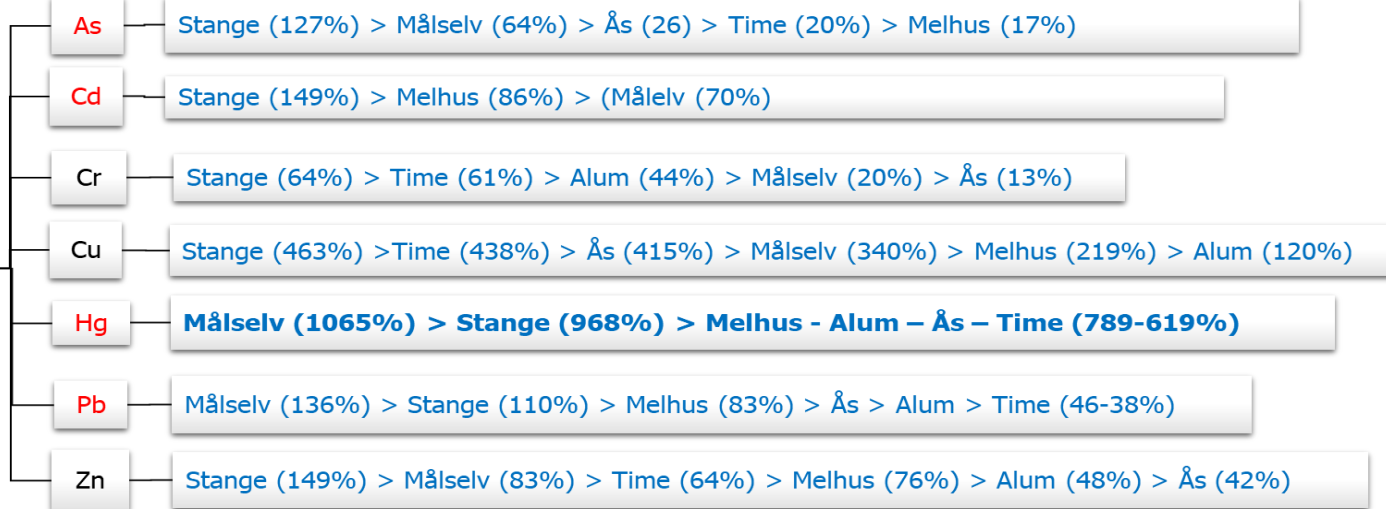 As Stange (127%) > Målselv (64%) > Ås (26) > Time (20%) > Melhus (17%)
Cd Stange (149%) > Melhus (86%) > (Målelv (70%)
Cr Stange (64%) > Time (61%) > Alum (44%) > Målselv (20%) > Ås (13%)
Cu Stange (463%) >Time (438%) > Ås (415%) > Målselv (340%) > Melhus (219%) > Alum (120%)
Hg Målselv (1065%) > Stange (968%) > Melhus - Alum – Ås – Time (789-619%)
Pb Målselv (136%) > Stange (110%) > Melhus (83%) > Ås > Alum > Time (46-38%)
Zn Stange (149%) > Målselv (83%) > Time (64%) > Melhus (76%) > Alum (48%) > Ås (42%)